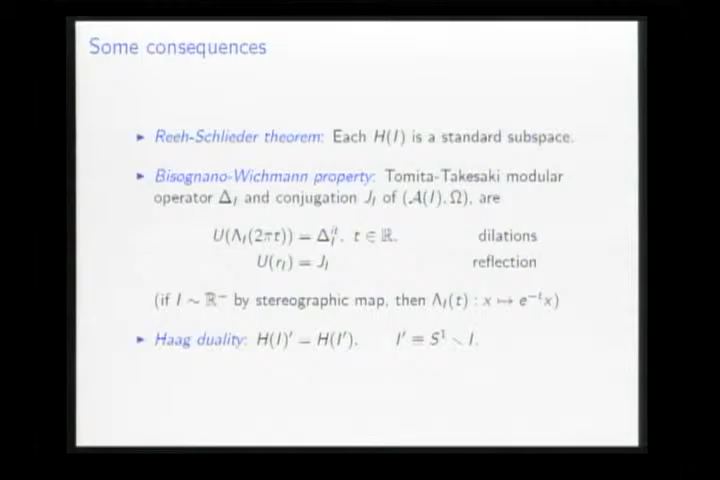 Some consequences
▶ Reeh-Schlieder theorem: Each H(I) is a standard subspace.
▶ Bisognano-Wichmann property: Tomita-Takesaki modular
operator Δ_I and conjugation J_I of (𝒜(I), Ω), are
U(Λ_I(2πt)) = Δ_I^{it}, t ∈ ℝ, dilations
U(r_I) = J_I reflection
(if I ∼ ℝ⁻ by stereographic map, then Λ_I(t) : x ↦ e^{−t}x)
▶ Haag duality: H(I)′ = H(I′), I′ ≡ S¹ ∖ I.